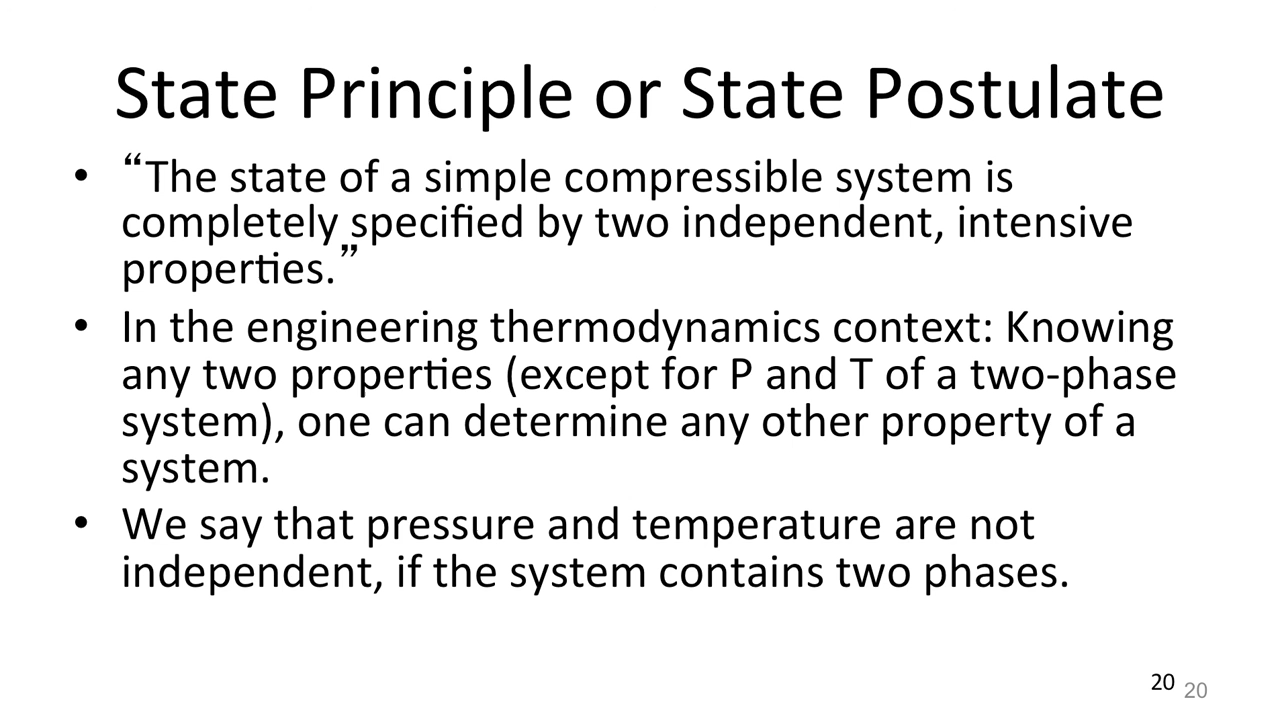 State Principle or State Postulate
• “The state of a simple compressible system is
completely specified by two independent, intensive
properties.”
• In the engineering thermodynamics context: Knowing
any two properties (except for P and T of a two-phase
system), one can determine any other property of a
system.
• We say that pressure and temperature are not
independent, if the system contains two phases.
20 20